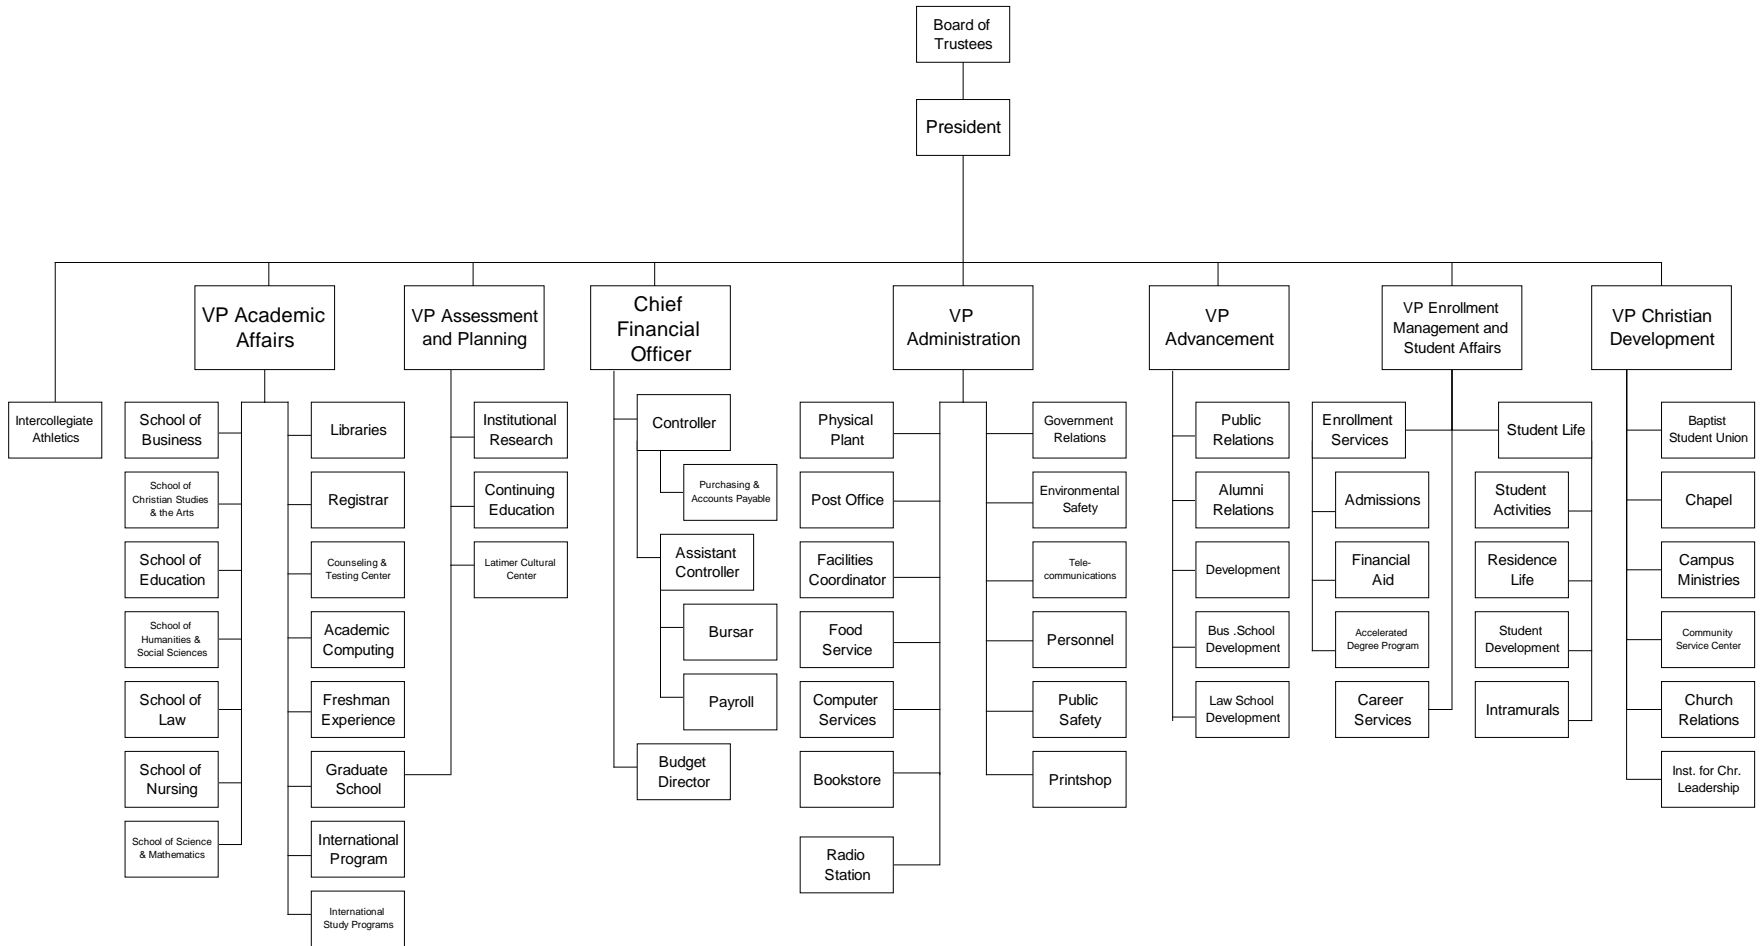 Board of
Trustees
President
VP Academic
Affairs
VP Assessment
and Planning
Chief
Financial
Officer
VP
Administration
VP
Advancement
VP Enrollment
Management and
Student Affairs
VP Christian
Development
Intercollegiate
Athletics
School of
Business
School of
Christian Studies
& the Arts
School of
Education
School of
Humanities &
Social Sciences
School of
Law
School of
Nursing
School of Science
& Mathematics
Libraries
Registrar
Counseling &
Testing Center
Academic
Computing
Freshman
Experience
Graduate
School
International
Program
International
Study Programs
Institutional
Research
Continuing
Education
Latimer Cultural
Center
Controller
Purchasing &
Accounts Payable
Assistant
Controller
Bursar
Payroll
Budget
Director
Physical
Plant
Post Office
Facilities
Coordinator
Food
Service
Computer
Services
Bookstore
Radio
Station
Government
Relations
Environmental
Safety
Tele-
communications
Personnel
Public
Safety
Printshop
Public
Relations
Alumni
Relations
Development
Bus .School
Development
Law School
Development
Enrollment
Services
Admissions
Financial
Aid
Accelerated
Degree Program
Career
Services
Student Life
Student
Activities
Residence
Life
Student
Development
Intramurals
Baptist
Student Union
Chapel
Campus
Ministries
Community
Service Center
Church
Relations
Inst. for Chr.
Leadership